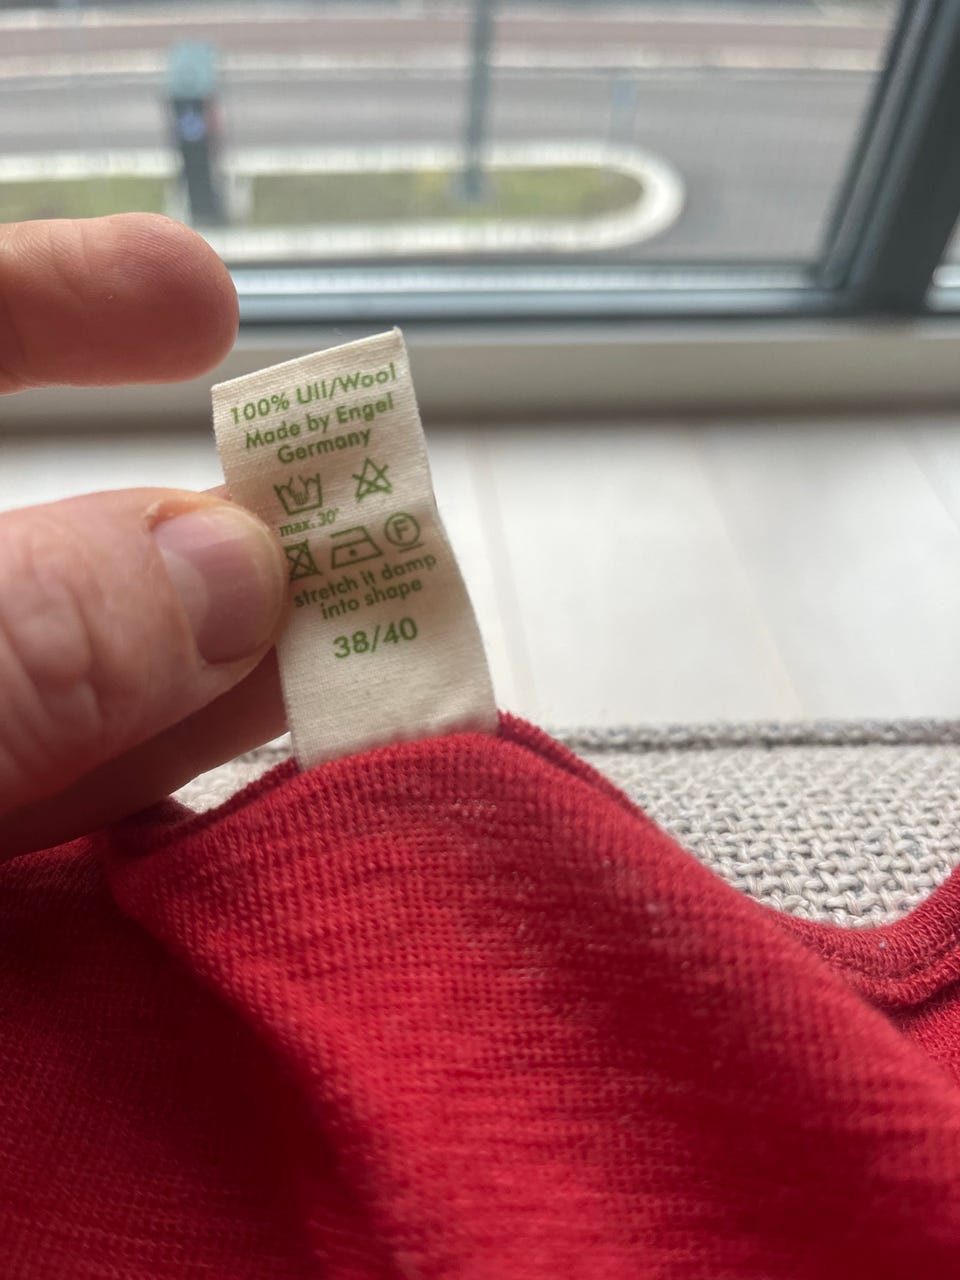 100% Ull/Wool
Made by Engel
Germany
max. 30°
F
stretch it damp
into shape
38/40